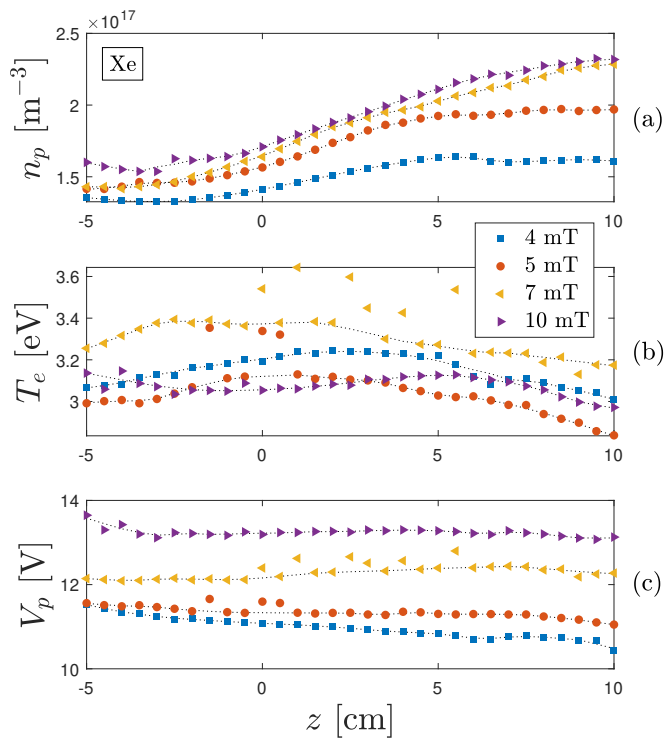 ×10^17
2.5
2
1.5
n_p [m^−3]
Xe
(a)
-5
0
5
10
4 mT
5 mT
7 mT
10 mT
3.6
3.4
3.2
3
T_e [eV]
(b)
-5
0
5
10
14
12
10
V_p [V]
(c)
-5
0
5
10
z [cm]